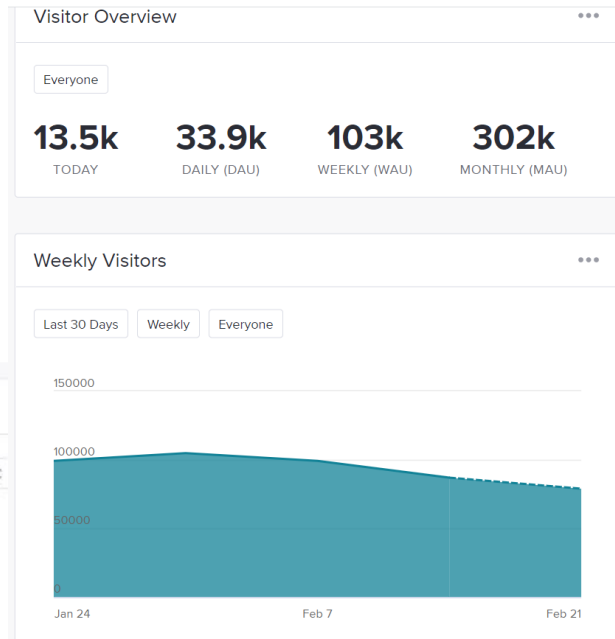 Visitor Overview
Everyone
13.5k 33.9k 103k 302k
TODAY DAILY (DAU) WEEKLY (WAU) MONTHLY (MAU)
Weekly Visitors
Last 30 Days Weekly Everyone
150000
100000
50000
0
Jan 24 Feb 7 Feb 21